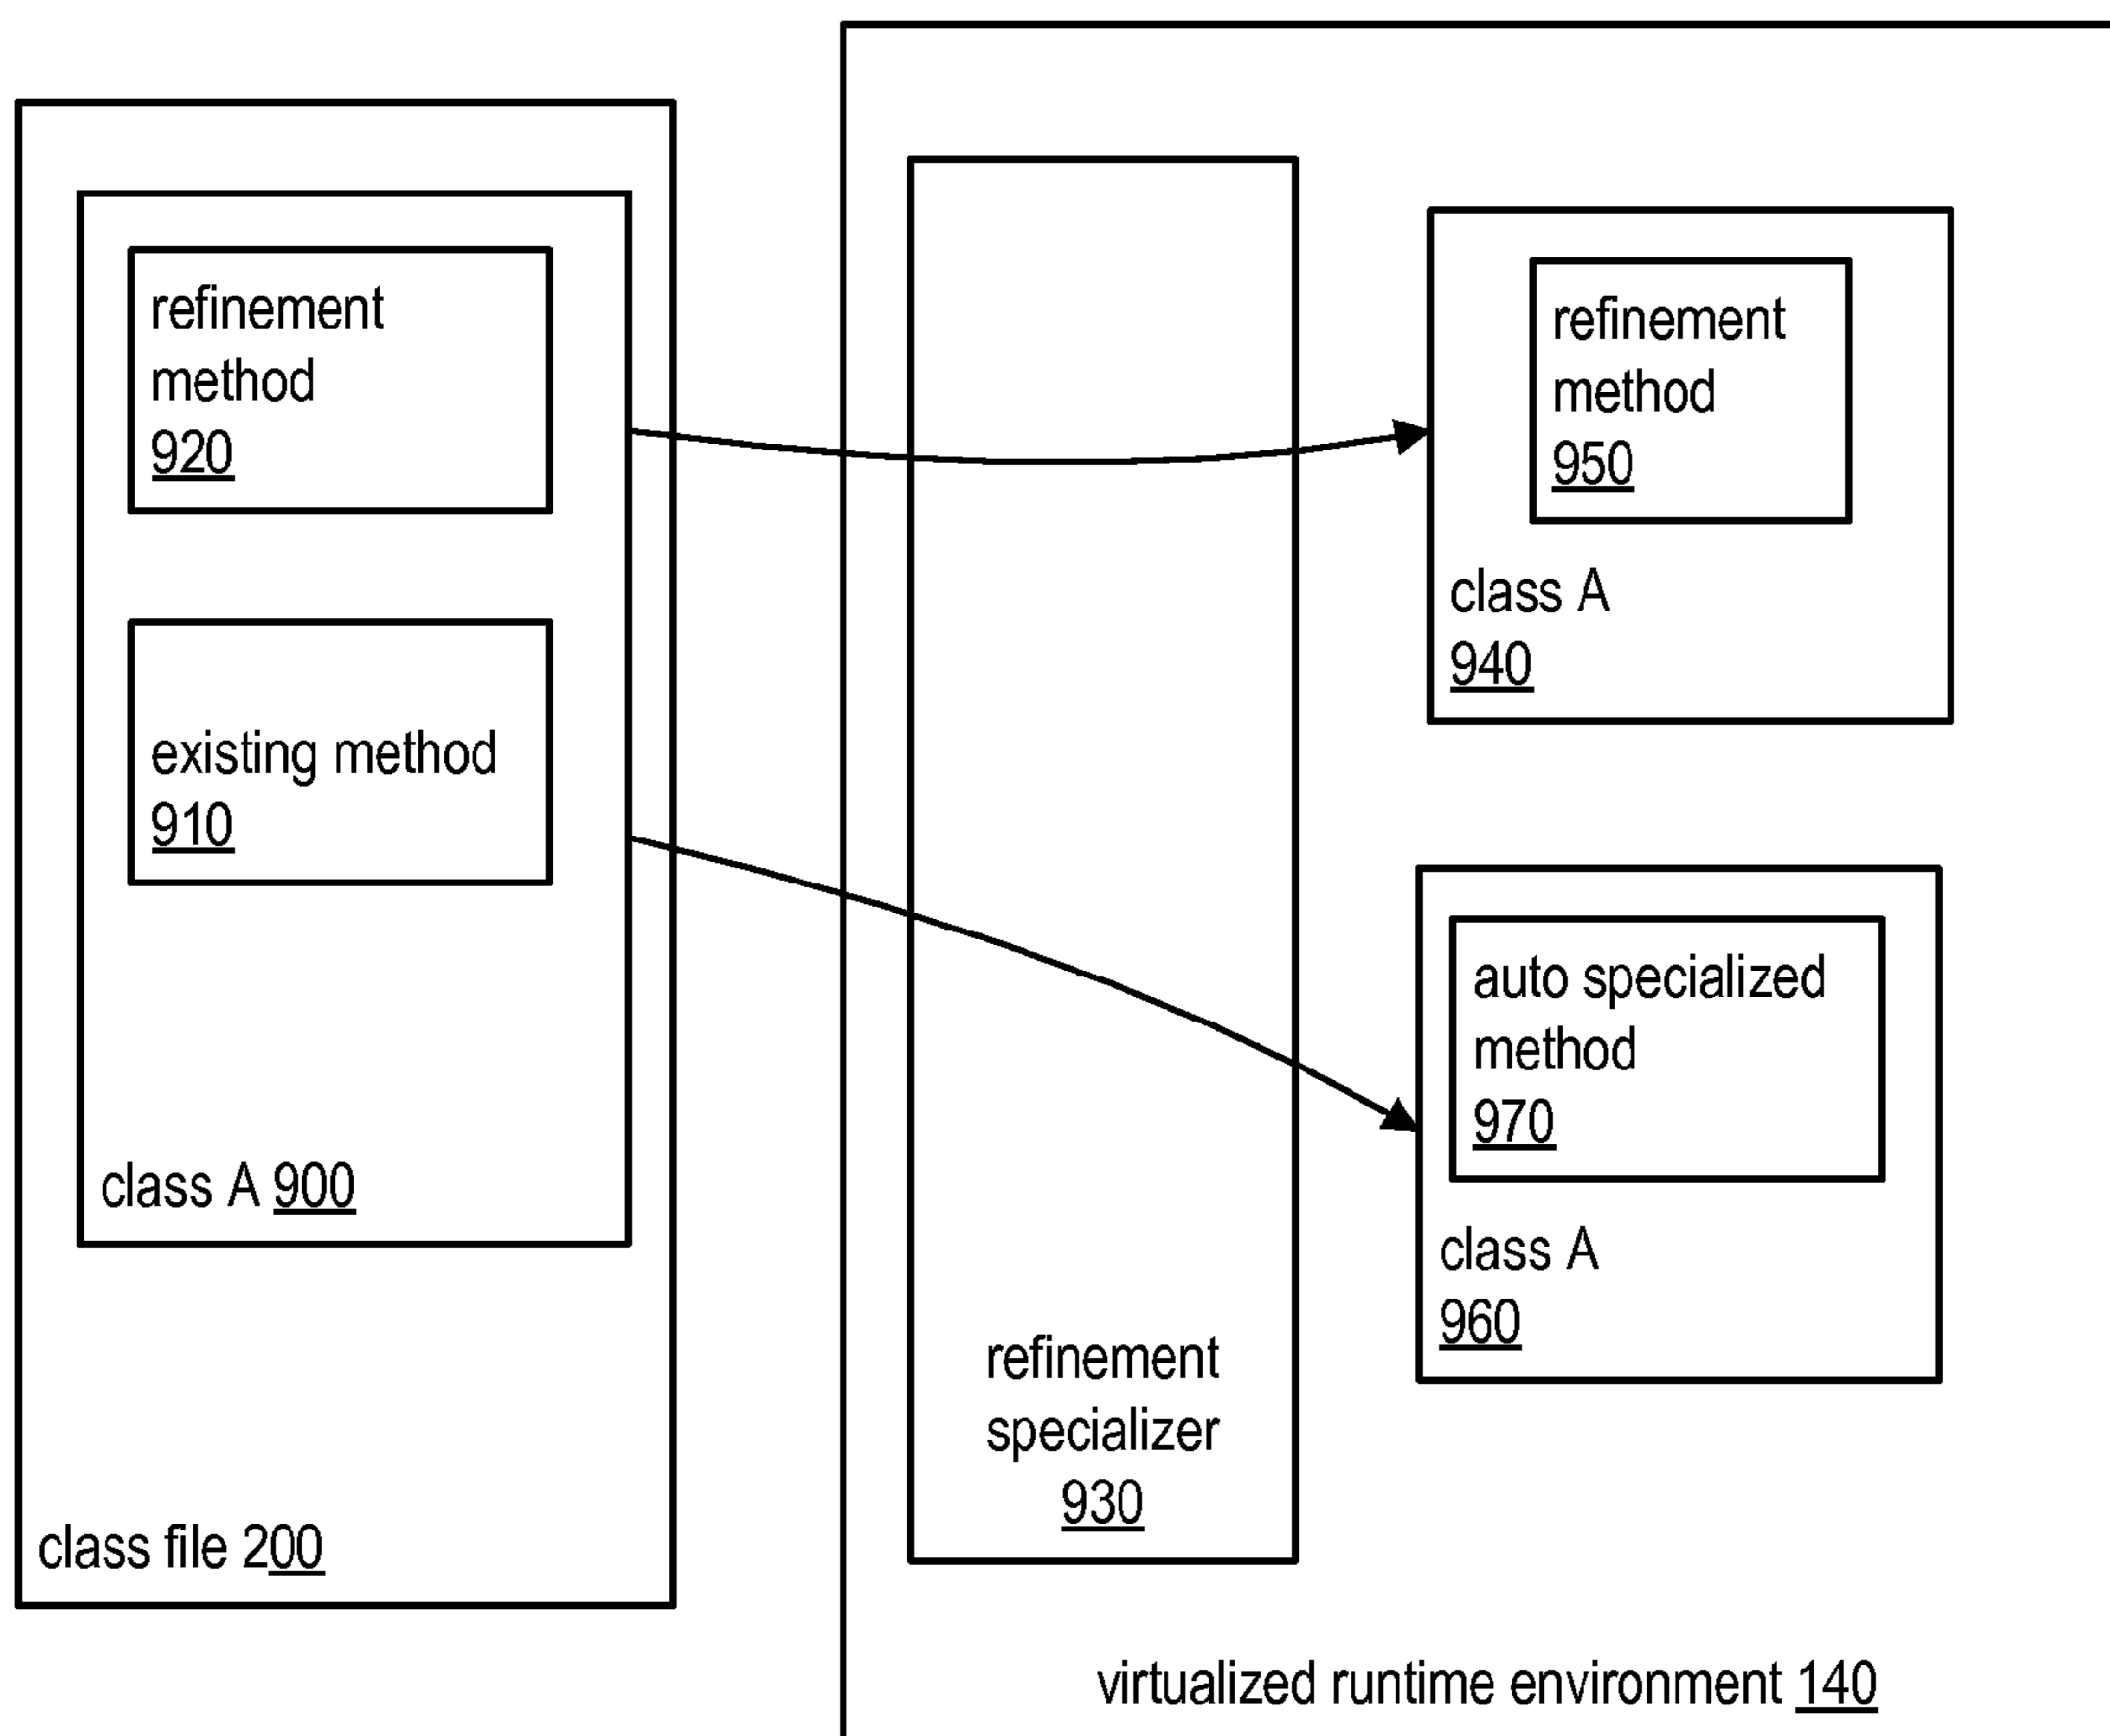 refinement
method
920
existing method
910
class A 900
class file 200
refinement
specializer
930
refinement
method
950
class A
940
auto specialized
method
970
class A
960
virtualized runtime environment 140